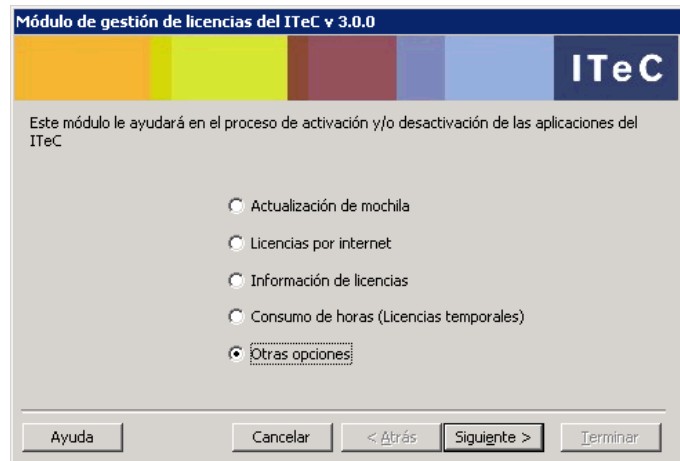 Módulo de gestión de licencias del ITeC v 3.0.0
ITeC
Este módulo le ayudará en el proceso de activación y/o desactivación de las aplicaciones del
ITeC
Actualización de mochila
Licencias por internet
Información de licencias
Consumo de horas (Licencias temporales)
Otras opciones
Ayuda
Cancelar
< Atrás
Siguiente >
Terminar